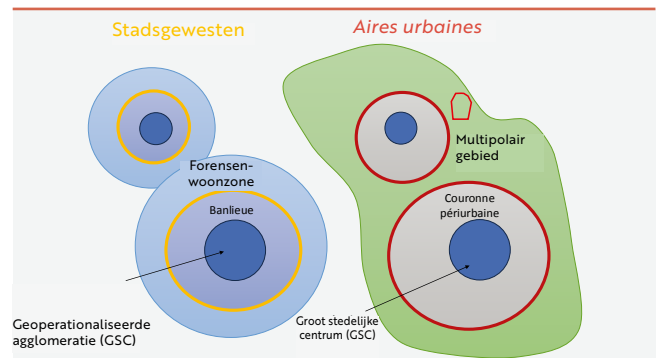 Stadsgewesten
Aires urbaines
Multipolair
gebied
Forensen-
woonzone
Banlieue
Couronne
périurbaine
Geoperationaliseerde
agglomeratie (GSC)
Groot stedelijke
centrum (GSC)